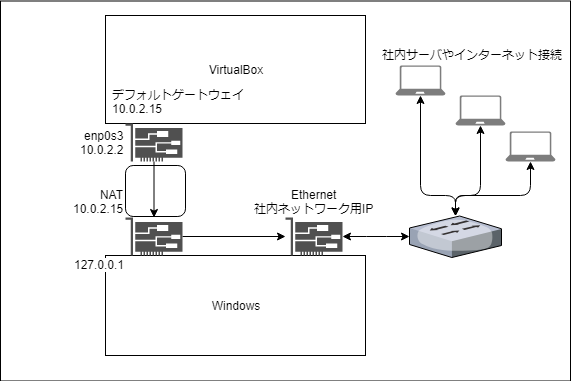 VirtualBox
社内サーバやインターネット接続
デフォルトゲートウェイ
10.0.2.15
enp0s3
10.0.2.2
NAT
10.0.2.15
Ethernet
社内ネットワーク用IP
127.0.0.1
Windows